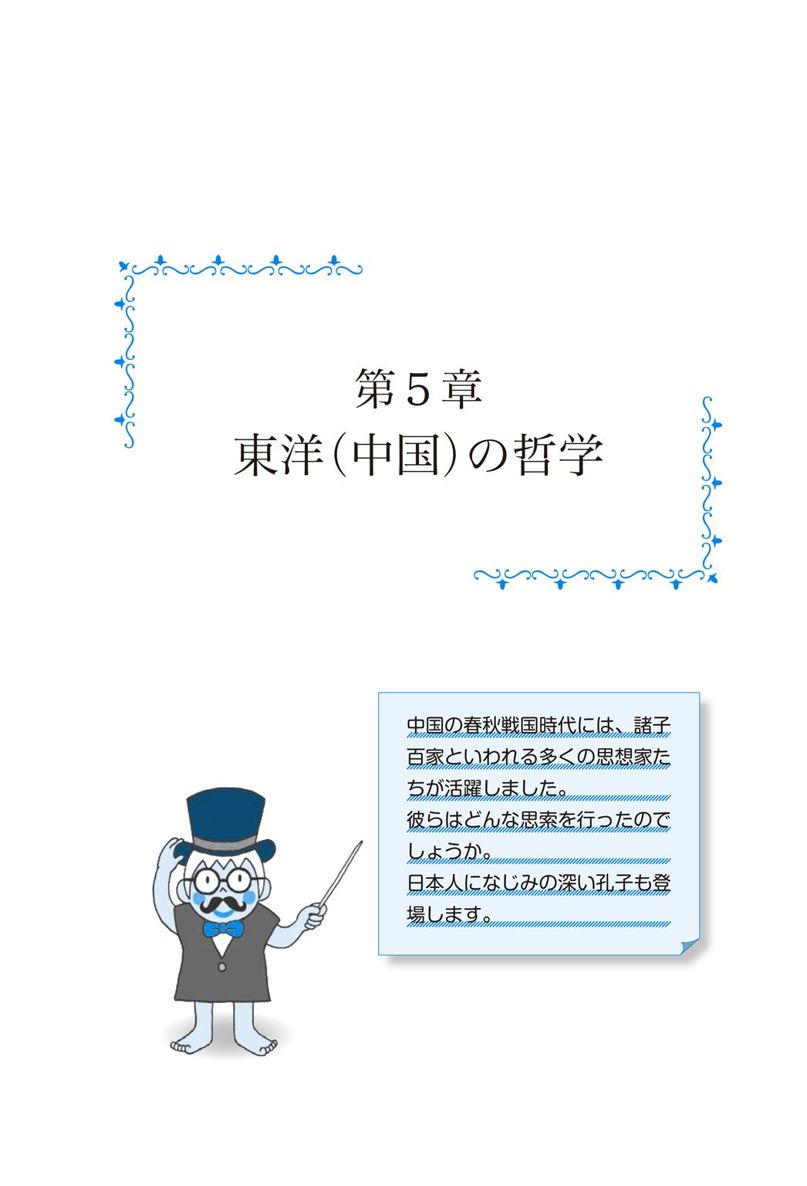 第５章
東洋（中国）の哲学
中国の春秋戦国時代には、諸子
百家といわれる多くの思想家た
ちが活躍しました。
彼らはどんな思索を行ったので
しょうか。
日本人になじみの深い孔子も登
場します。